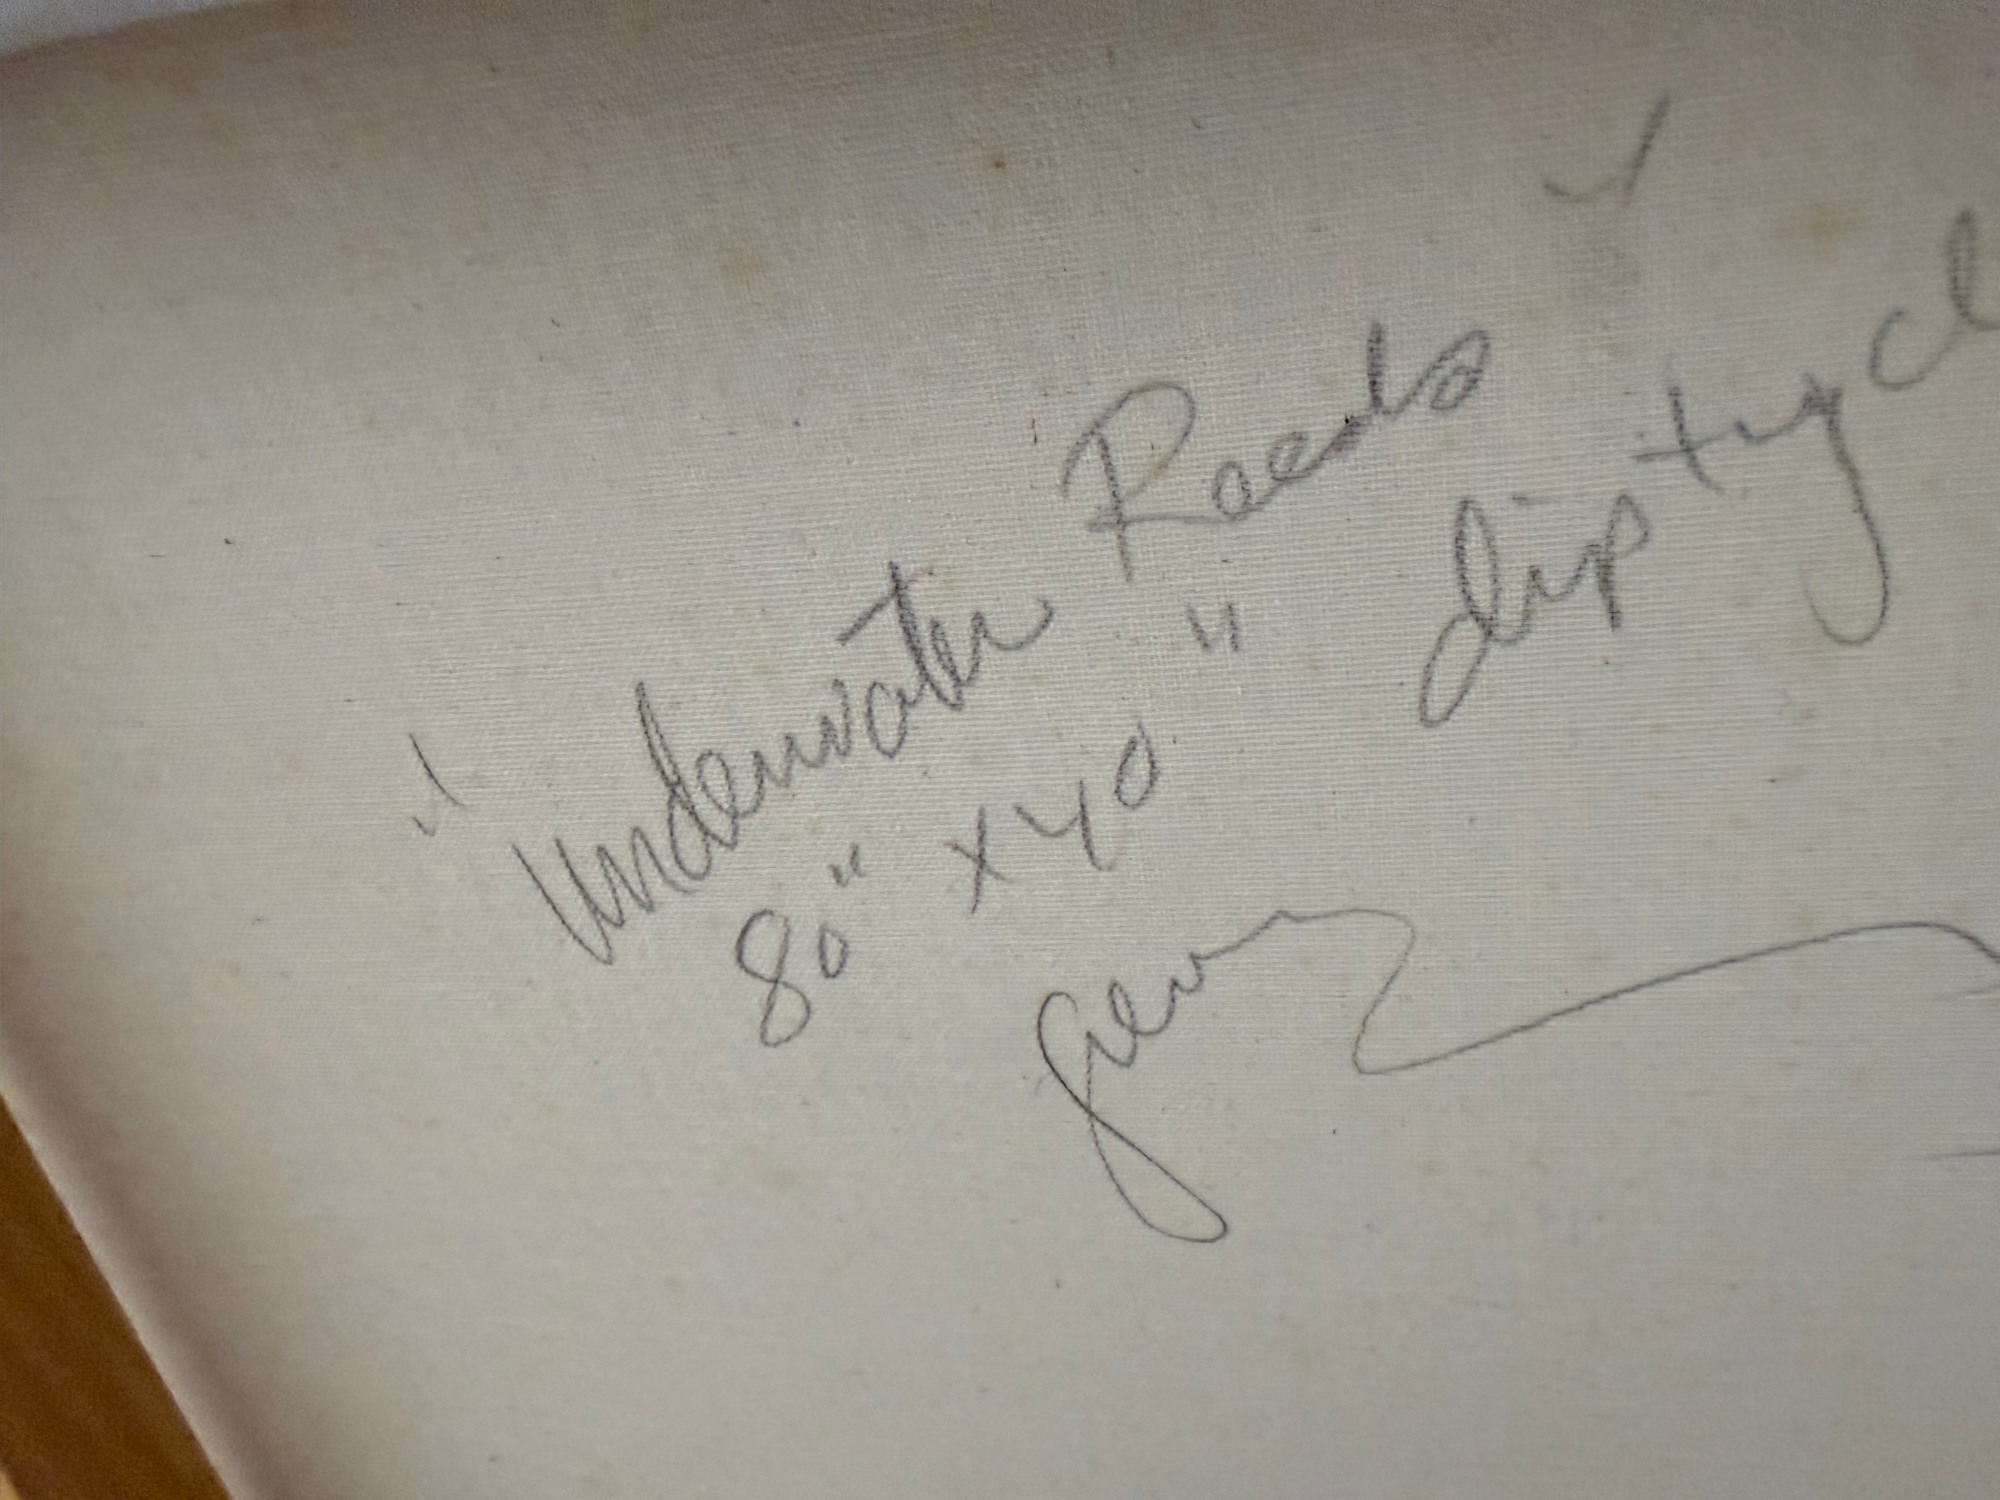 "Underwater Reeds"
80" x 40" diptych